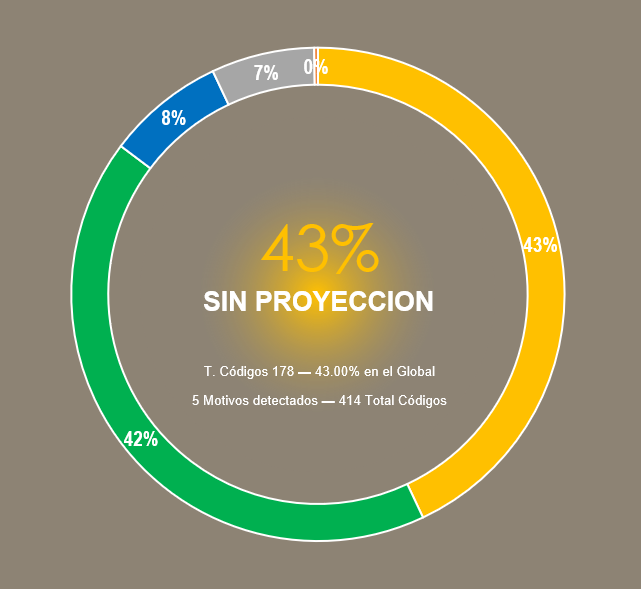 0%
7%
8%
43%
43%
SIN PROYECCION
T. Códigos 178 — 43.00% en el Global
5 Motivos detectados — 414 Total Códigos
42%